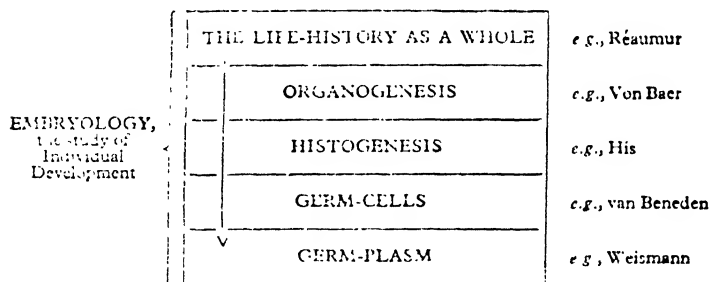 THE LIFE-HISTORY AS A WHOLE e.g., Réaumur
ORGANOGENESIS e.g., Von Baer
EMBRYOLOGY,
the study of
Individual
Development
HISTOGENESIS e.g., His
GERM-CELLS e.g., van Beneden
GERM-PLASM e.g., Weismann